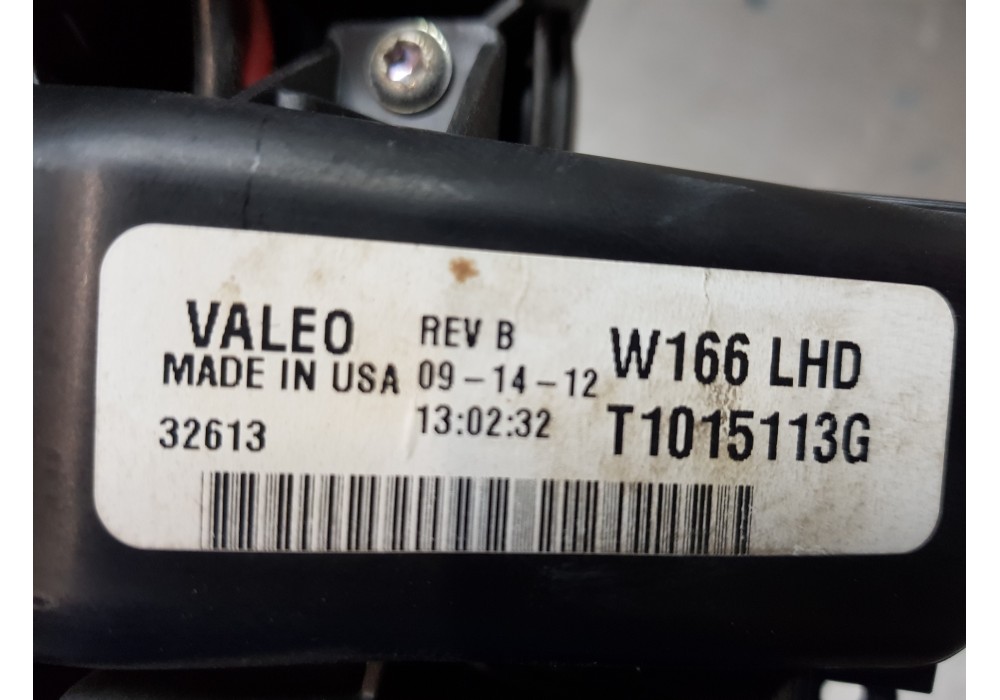 VALEO
MADE IN USA
32613
REV B
09-14-12
13:02:32
W166 LHD
T1015113G